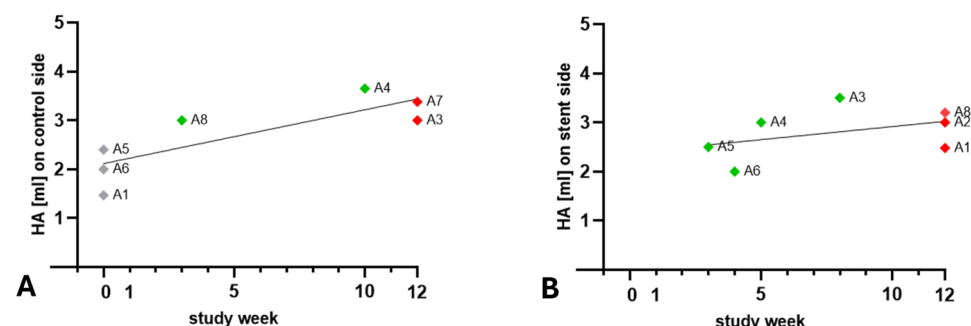 HA [ml] on control side
5
4
3
2
1
A5
A6
A1
A8
A4
A7
A3
0 1 5 10 12
study week
A
HA [ml] on stent side
5
4
3
2
1
A5
A6
A4
A3
A8
A2
A1
0 1 5 10 12
study week
B